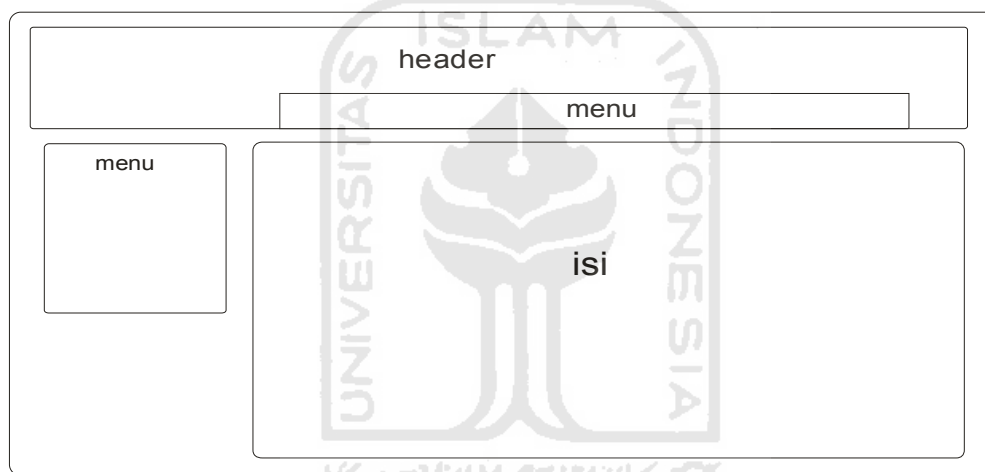 ISLAM
header
menu
menu
isi
UNIVERSITAS
INDONESIA